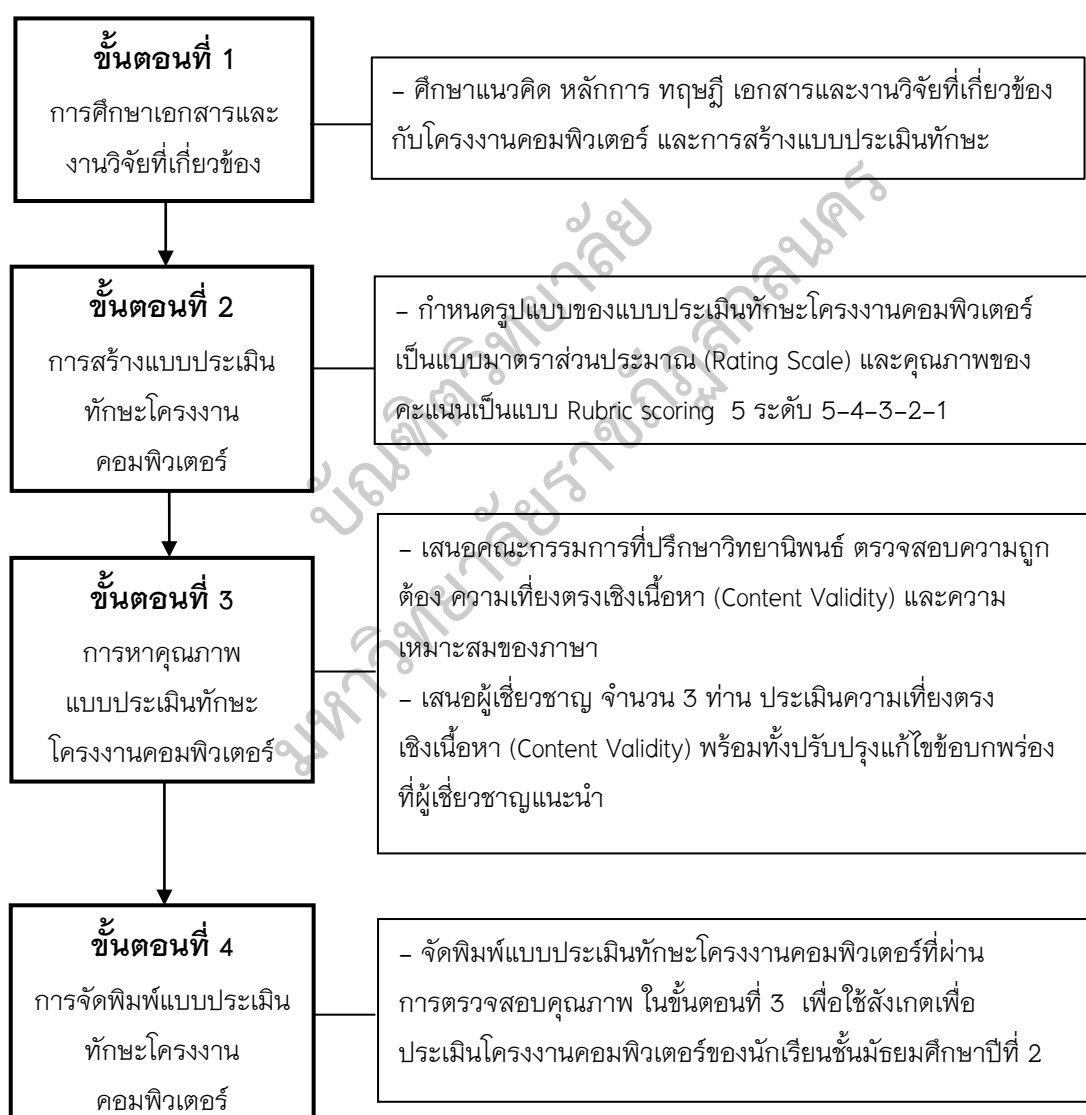 ขั้นตอนที่ 1
การศึกษาเอกสารและ
งานวิจัยที่เกี่ยวข้อง
– ศึกษาแนวคิด หลักการ ทฤษฎี เอกสารและงานวิจัยที่เกี่ยวข้อง
กับโครงงานคอมพิวเตอร์ และการสร้างแบบประเมินทักษะ
ขั้นตอนที่ 2
การสร้างแบบประเมิน
ทักษะโครงงาน
คอมพิวเตอร์
– กำหนดรูปแบบของแบบประเมินทักษะโครงงานคอมพิวเตอร์
เป็นแบบมาตราส่วนประมาณ (Rating Scale) และคุณภาพของ
คะแนนเป็นแบบ Rubric scoring 5 ระดับ 5–4–3–2–1
ขั้นตอนที่ 3
การหาคุณภาพ
แบบประเมินทักษะ
โครงงานคอมพิวเตอร์
– เสนอคณะกรรมการที่ปรึกษาวิทยานิพนธ์ ตรวจสอบความถูก
ต้อง ความเที่ยงตรงเชิงเนื้อหา (Content Validity) และความ
เหมาะสมของภาษา
– เสนอผู้เชี่ยวชาญ จำนวน 3 ท่าน ประเมินความเที่ยงตรง
เชิงเนื้อหา (Content Validity) พร้อมทั้งปรับปรุงแก้ไขข้อบกพร่อง
ที่ผู้เชี่ยวชาญแนะนำ
ขั้นตอนที่ 4
การจัดพิมพ์แบบประเมิน
ทักษะโครงงาน
คอมพิวเตอร์
– จัดพิมพ์แบบประเมินทักษะโครงงานคอมพิวเตอร์ที่ผ่าน
การตรวจสอบคุณภาพ ในขั้นตอนที่ 3 เพื่อใช้สังเกตเพื่อ
ประเมินโครงงานคอมพิวเตอร์ของนักเรียนชั้นมัธยมศึกษาปีที่ 2
บัณฑิตวิทยาลัย
มหาวิทยาลัยราชภัฏสกลนคร